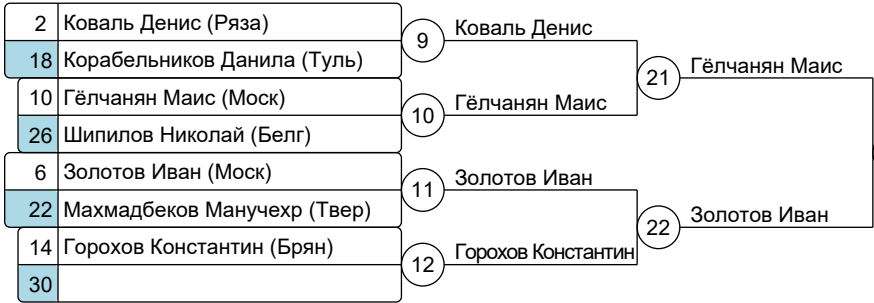 2 Коваль Денис (Ряза)
9 Коваль Денис
18 Корабельников Данила (Туль)
21 Гёлчанян Маис
10 Гёлчанян Маис (Моск)
10 Гёлчанян Маис
26 Шипилов Николай (Белг)
6 Золотов Иван (Моск)
11 Золотов Иван
22 Махмадбеков Манучехр (Твер)
22 Золотов Иван
14 Горохов Константин (Брян)
12 Горохов Константин
30